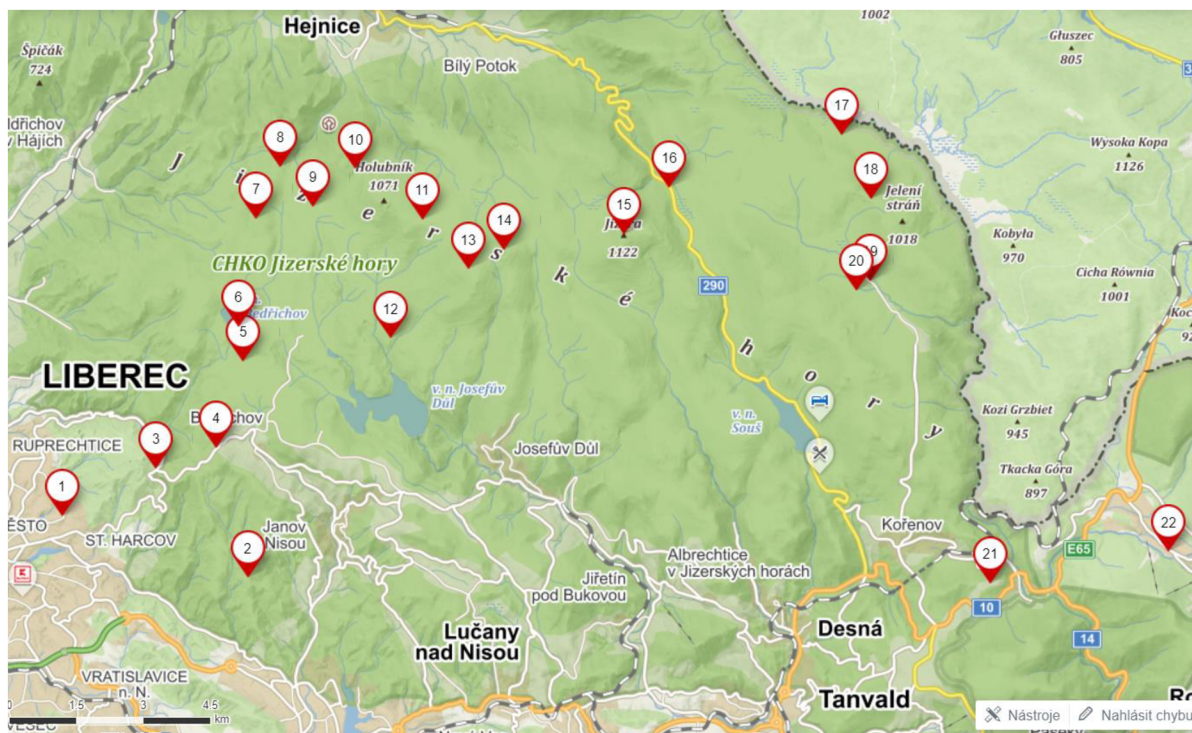 1002
Głuszec
805
Hejnice
Špičák
724
Bílý Potok
v Hájích
17
Wysoka Kopa
1126
8
10
16
Holubník
1071
7
9
11
18
Jelení
stráň
1018
15
1122
14
13
Kobyła
970
J i z e r s k é h o r y
CHKO Jizerské hory
20
Cicha Równia
1001
290
6
5
12
LIBEREC
v. n. Josefův
Důl
v. n.
Souš
Kozi Grzbiet
945
4
3
RUPRECHTICE
Josefův Důl
Tkacka Góra
897
1
ST. HARCOV
Janov
n. Nisou
2
Kořenov
22
E65
21
Albrechtice
v Jizerských horách
Jiřetín
pod Bukovou
10
14
Lučany
nad Nisou
Desná
VRATISLAVICE
n. N.
Tanvald
0
1.5
3
4.5
km
Nástroje
Nahlásit chybu